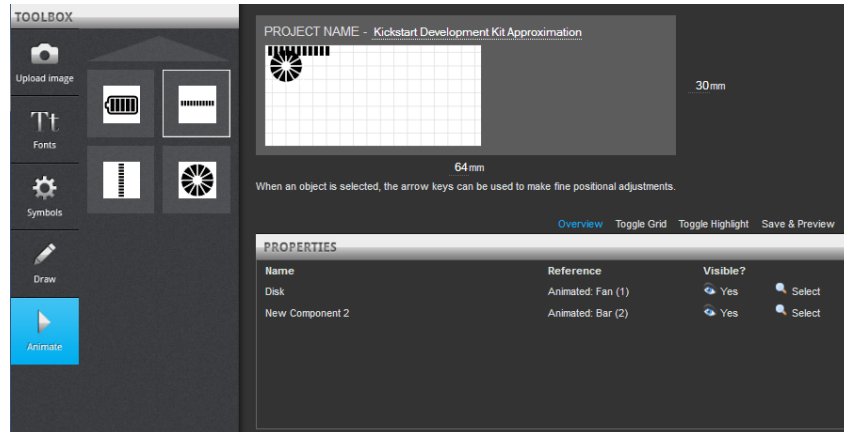 TOOLBOX
Upload image
Tt
Fonts
Symbols
Draw
Animate
PROJECT NAME - Kickstart Development Kit Approximation
30mm
64mm
When an object is selected, the arrow keys can be used to make fine positional adjustments.
Overview Toggle Grid Toggle Highlight Save & Preview
PROPERTIES
Name Reference Visible?
Disk Animated: Fan (1) Yes Select
New Component 2 Animated: Bar (2) Yes Select